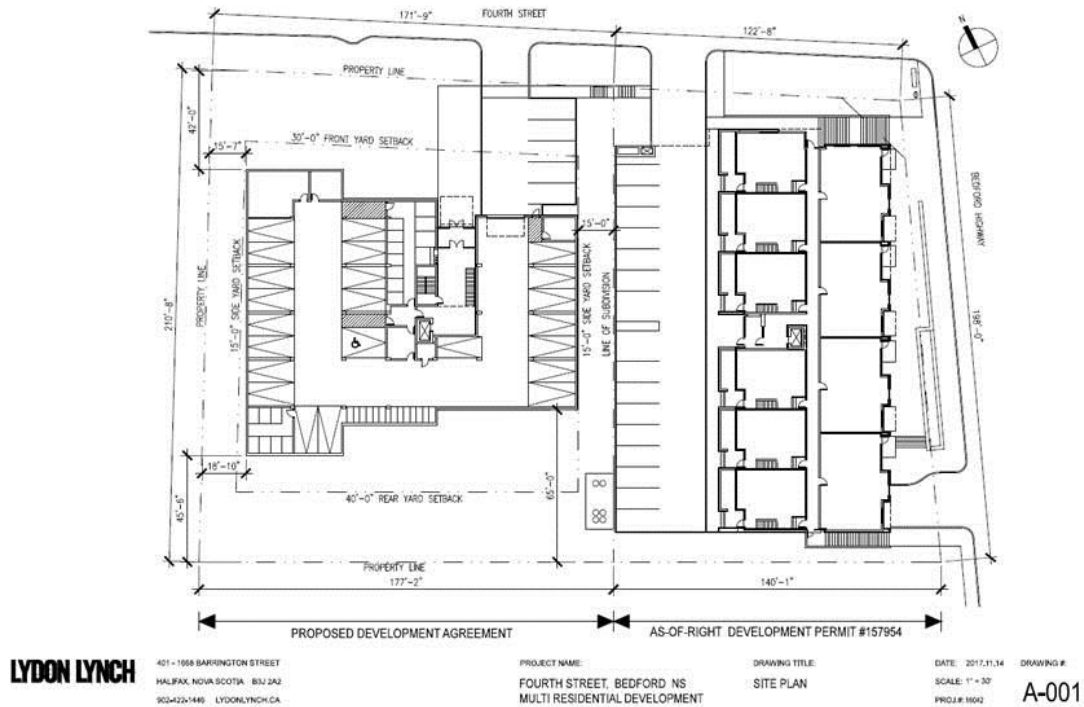 171'-9"
FOURTH STREET
122'-8"
N
PROPERTY LINE
42'-0"
30'-0" FRONT YARD SETBACK
15'-7"
15'-0"
BEDFORD HIGHWAY
210'-8"
PROPERTY LINE
15'-0" SIDE YARD SETBACK
15'-0" SIDE YARD SETBACK
LINE OF SUBDIVISION
198'-0"
18'-10"
40'-0" REAR YARD SETBACK
45'-6"
65'-0"
PROPERTY LINE
177'-2"
140'-1"
PROPOSED DEVELOPMENT AGREEMENT
AS-OF-RIGHT DEVELOPMENT PERMIT #157954
LYDON LYNCH
401 - 1668 BARRINGTON STREET
HALIFAX, NOVA SCOTIA B3J 2A2
902-422-1446 LYDONLYNCH.CA
PROJECT NAME:
FOURTH STREET, BEDFORD NS
MULTI RESIDENTIAL DEVELOPMENT
DRAWING TITLE:
SITE PLAN
DATE: 2017.11.14
SCALE: 1" = 30'
PROJ.#:
DRAWING #:
A-001